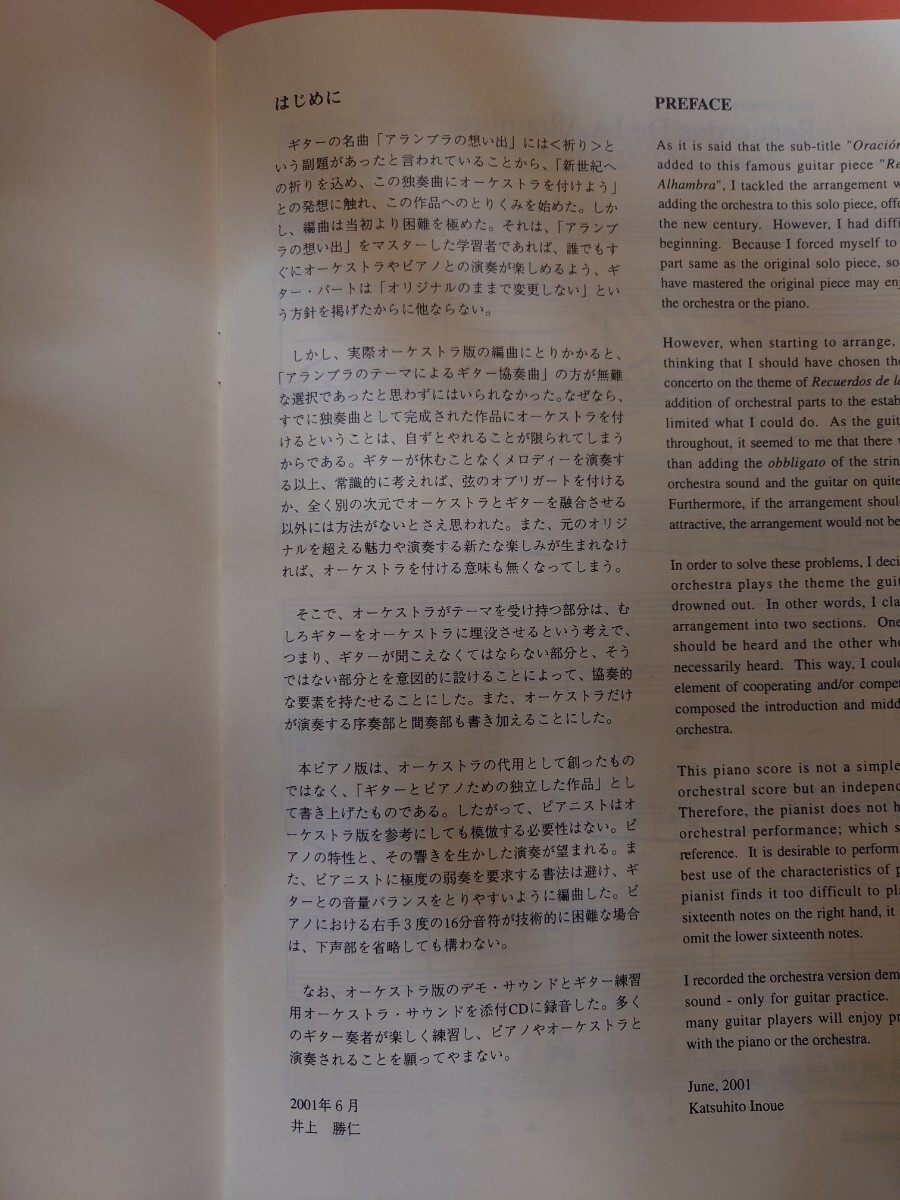 はじめに
ギターの名曲「アランブラの想い出」には<祈り>と
いう副題があったと言われていることから、「新世紀へ
の祈りを込め、この独奏曲にオーケストラを付けよう」
との発想に触れ、この作品へのとりくみを始めた。しか
し、編曲は当初より困難を極めた。それは、「アランブ
ラの想い出」をマスターした学習者であれば、誰でもす
ぐにオーケストラやピアノとの演奏が楽しめるよう、ギ
ター・パートは「オリジナルのままで変更しない」とい
う方針を掲げたからに他ならない。
しかし、実際オーケストラ版の編曲にとりかかると、
「アランブラのテーマによるギター協奏曲」の方が無難
な選択であったと思わずにはいられなかった。なぜなら、
すでに独奏曲として完成された作品にオーケストラを付
けるということは、自ずとやれることが限られてしまう
からである。ギターが休むことなくメロディーを演奏す
る以上、常識的に考えれば、弦のオブリガートを付ける
か、全く別の次元でオーケストラとギターを融合させる
以外には方法がないとさえ思われた。また、元のオリジ
ナルを超える魅力や演奏する新たな楽しみが生まれなけ
れば、オーケストラを付ける意味も無くなってしまう。
そこで、オーケストラがテーマを受け持つ部分は、む
しろギターをオーケストラに埋没させるという考えで、
つまり、ギターが聞こえなくてはならない部分と、そう
ではない部分とを意図的に設けることによって、協奏的
な要素を持たせることにした。また、オーケストラだけ
が演奏する序奏部と間奏部も書き加えることにした。
本ピアノ版は、オーケストラの代用として創ったもの
ではなく、「ギターとピアノための独立した作品」とし
て書き上げたものである。したがって、ピアニストはオ
ーケストラ版を参考にしても模倣する必要性はない。ピ
アノの特性と、その響きを生かした演奏が望まれる。ま
た、ピアニストに極度の弱奏を要求する書法は避け、ギ
ターとの音量バランスをとりやすいように編曲した。ピ
アノにおける右手3度の16分音符が技術的に困難な場合
は、下声部を省略しても構わない。
なお、オーケストラ版のデモ・サウンドとギター練習
用オーケストラ・サウンドを添付CDに録音した。多く
のギター奏者が楽しく練習し、ピアノやオーケストラと
演奏されることを願ってやまない。
2001年6月
井上 勝仁
PREFACE
As it is said that the sub-title "Oración
added to this famous guitar piece "Re
Alhambra", I tackled the arrangement w
adding the orchestra to this solo piece, offe
the new century. However, I had diffi
beginning. Because I forced myself to
part same as the original solo piece, so
have mastered the original piece may enj
the orchestra or the piano.
However, when starting to arrange,
thinking that I should have chosen the
concerto on the theme of Recuerdos de la
addition of orchestral parts to the estab
limited what I could do. As the guit
throughout, it seemed to me that there w
than adding the obbligato of the strin
orchestra sound and the guitar on quite
Furthermore, if the arrangement shoul
attractive, the arrangement would not be
In order to solve these problems, I deci
orchestra plays the theme the guit
drowned out. In other words, I cla
arrangement into two sections. One
should be heard and the other whe
necessarily heard. This way, I could
element of cooperating and/or compe
composed the introduction and midd
orchestra.
This piano score is not a simple
orchestral score but an independ
Therefore, the pianist does not h
orchestral performance; which s
reference. It is desirable to perform
best use of the characteristics of p
pianist finds it too difficult to pla
sixteenth notes on the right hand, it
omit the lower sixteenth notes.
I recorded the orchestra version dem
sound - only for guitar practice.
many guitar players will enjoy pr
with the piano or the orchestra.
June, 2001
Katsuhito Inoue